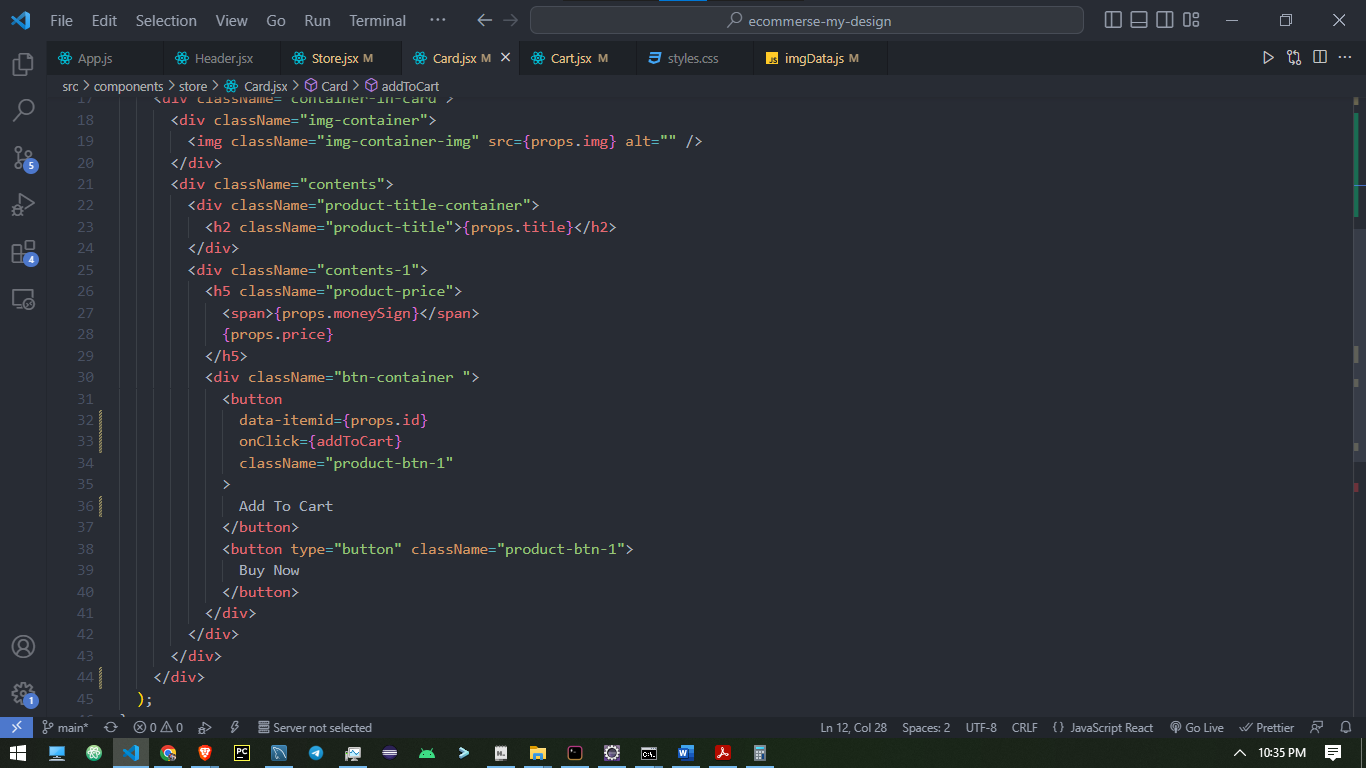 File Edit Selection View Go Run Terminal ··· ecommerse-my-design
App.js Header.jsx Store.jsx M Card.jsx M Cart.jsx M styles.css JS imgData.js M
src > components > store > Card.jsx > Card > addToCart
17 <div className="container-in-card">
18 <div className="img-container">
19 <img className="img-container-img" src={props.img} alt="" />
20 </div>
21 <div className="contents">
22 <div className="product-title-container">
23 <h2 className="product-title">{props.title}</h2>
24 </div>
25 <div className="contents-1">
26 <h5 className="product-price">
27 <span>{props.moneySign}</span>
28 {props.price}
29 </h5>
30 <div className="btn-container ">
31 <button
32 data-itemid={props.id}
33 onClick={addToCart}
34 className="product-btn-1"
35 >
36 Add To Cart
37 </button>
38 <button type="button" className="product-btn-1">
39 Buy Now
40 </button>
41 </div>
42 </div>
43 </div>
44 </div>
45 );
5
4
1
main* 0 0 Server not selected Ln 12, Col 28 Spaces: 2 UTF-8 CRLF {} JavaScript React Go Live Prettier
PC H. W 10:35 PM